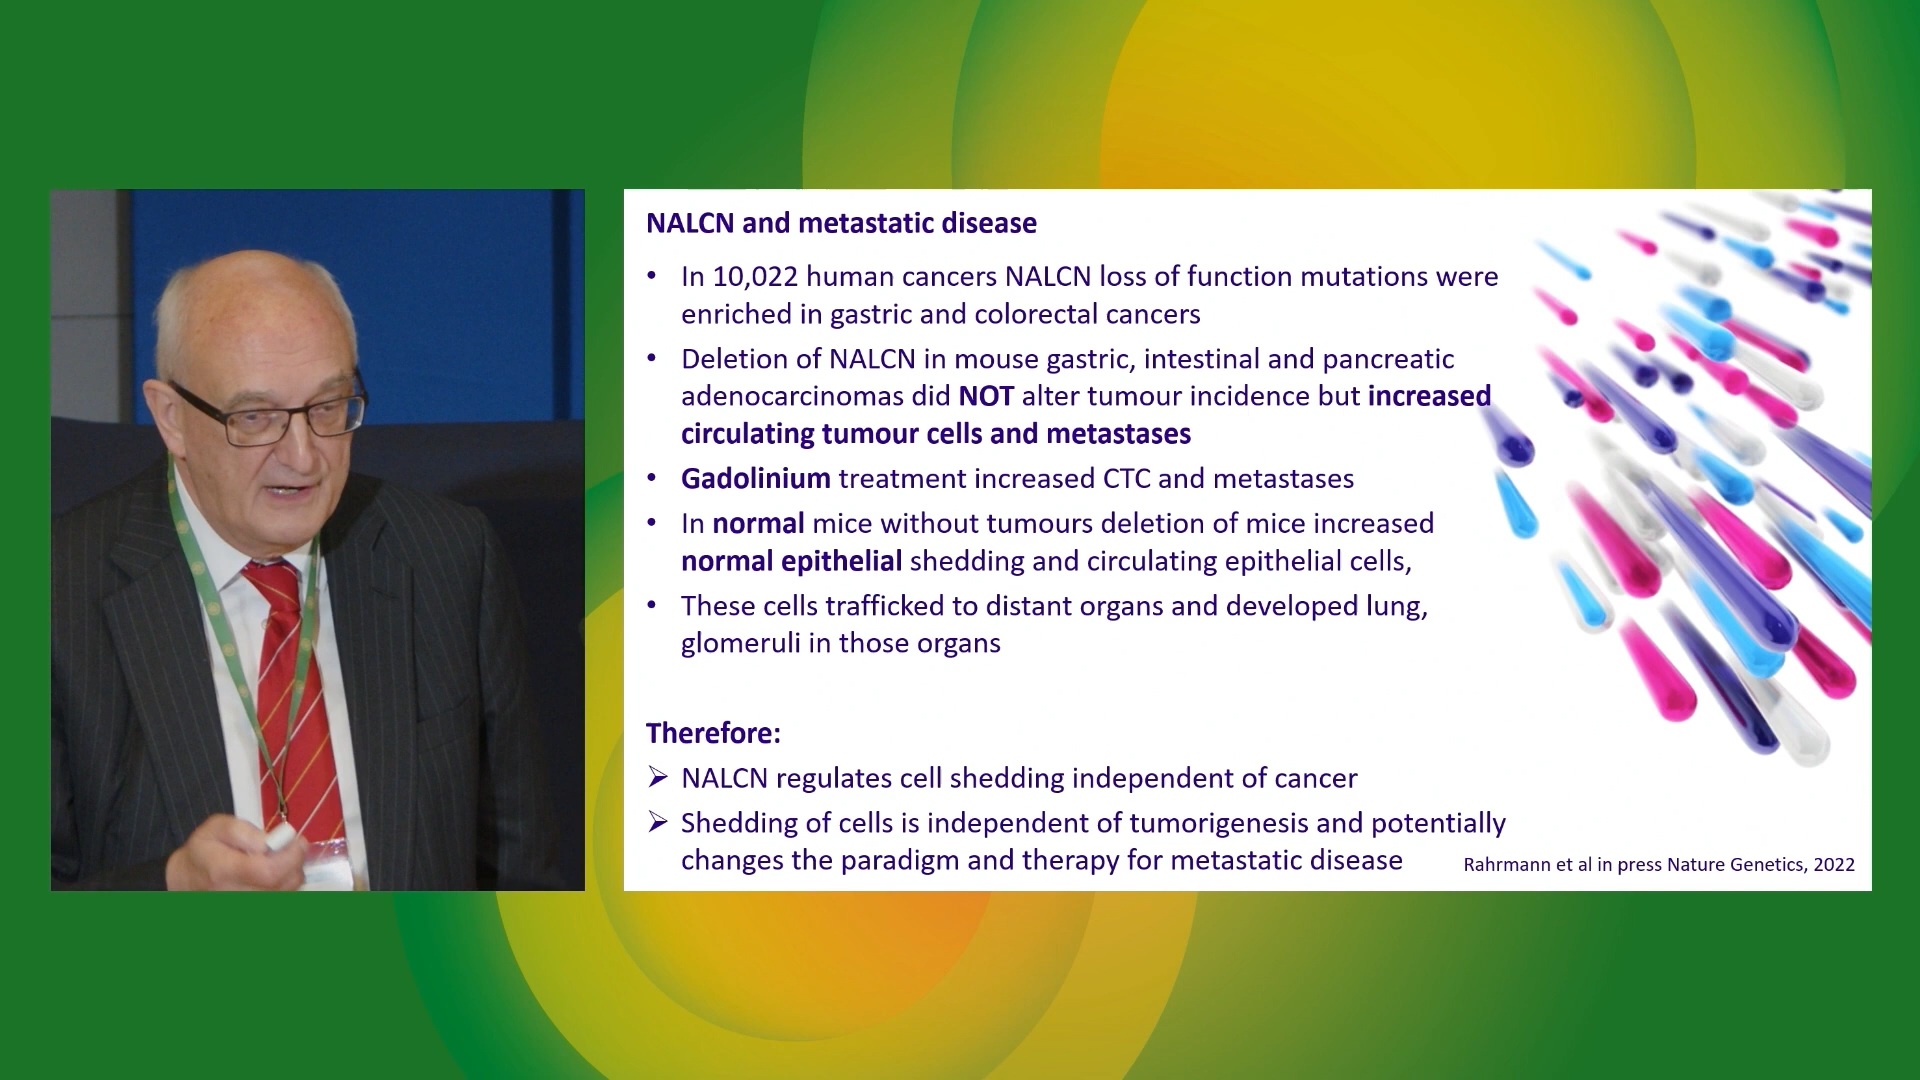 NALCN and metastatic disease
• In 10,022 human cancers NALCN loss of function mutations were
enriched in gastric and colorectal cancers
• Deletion of NALCN in mouse gastric, intestinal and pancreatic
adenocarcinomas did NOT alter tumour incidence but increased
circulating tumour cells and metastases
• Gadolinium treatment increased CTC and metastases
• In normal mice without tumours deletion of mice increased
normal epithelial shedding and circulating epithelial cells,
• These cells trafficked to distant organs and developed lung,
glomeruli in those organs
Therefore:
➢ NALCN regulates cell shedding independent of cancer
➢ Shedding of cells is independent of tumorigenesis and potentially
changes the paradigm and therapy for metastatic disease
Rahrmann et al in press Nature Genetics, 2022